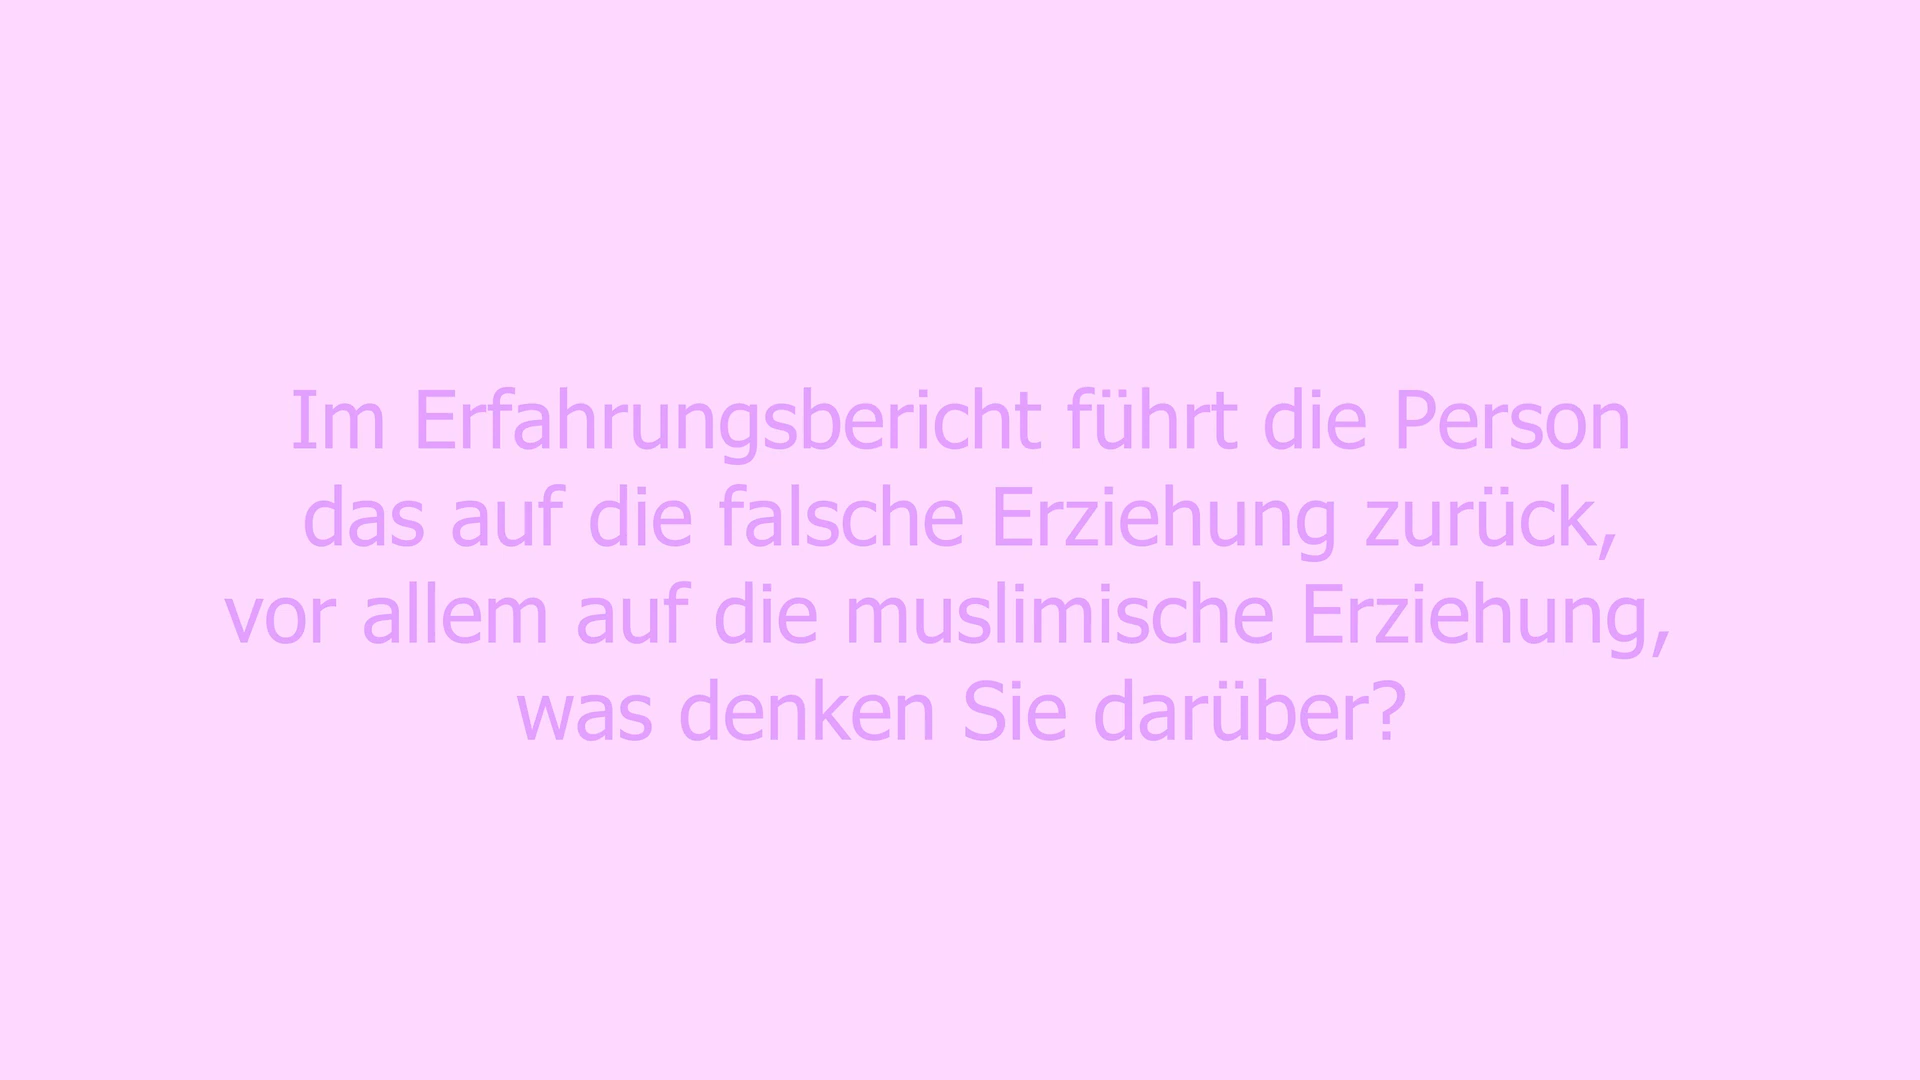 Im Erfahrungsbericht führt die Person
das auf die falsche Erziehung zurück,
vor allem auf die muslimische Erziehung,
was denken Sie darüber?